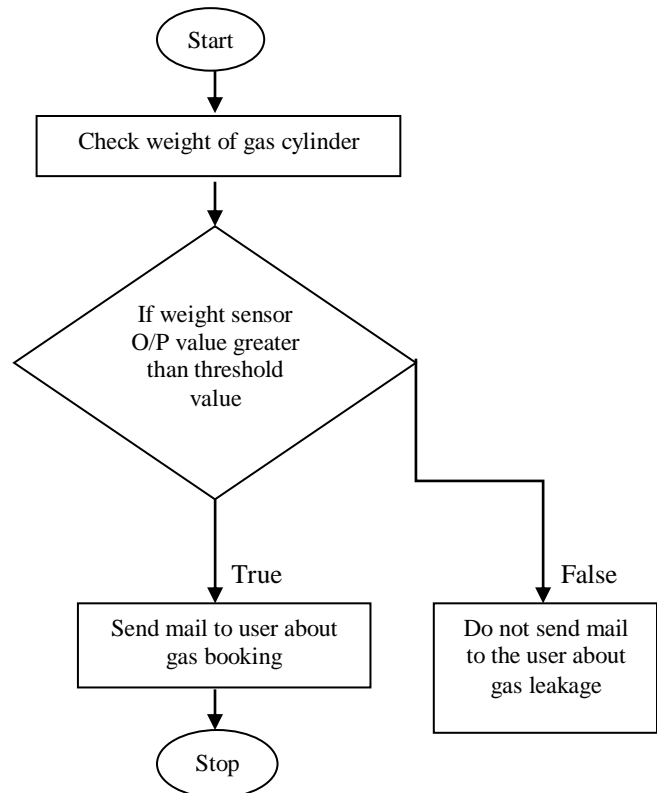 Start
Check weight of gas cylinder
If weight sensor
O/P value greater
than threshold
value
True
False
Send mail to user about
gas booking
Do not send mail
to the user about
gas leakage
Stop